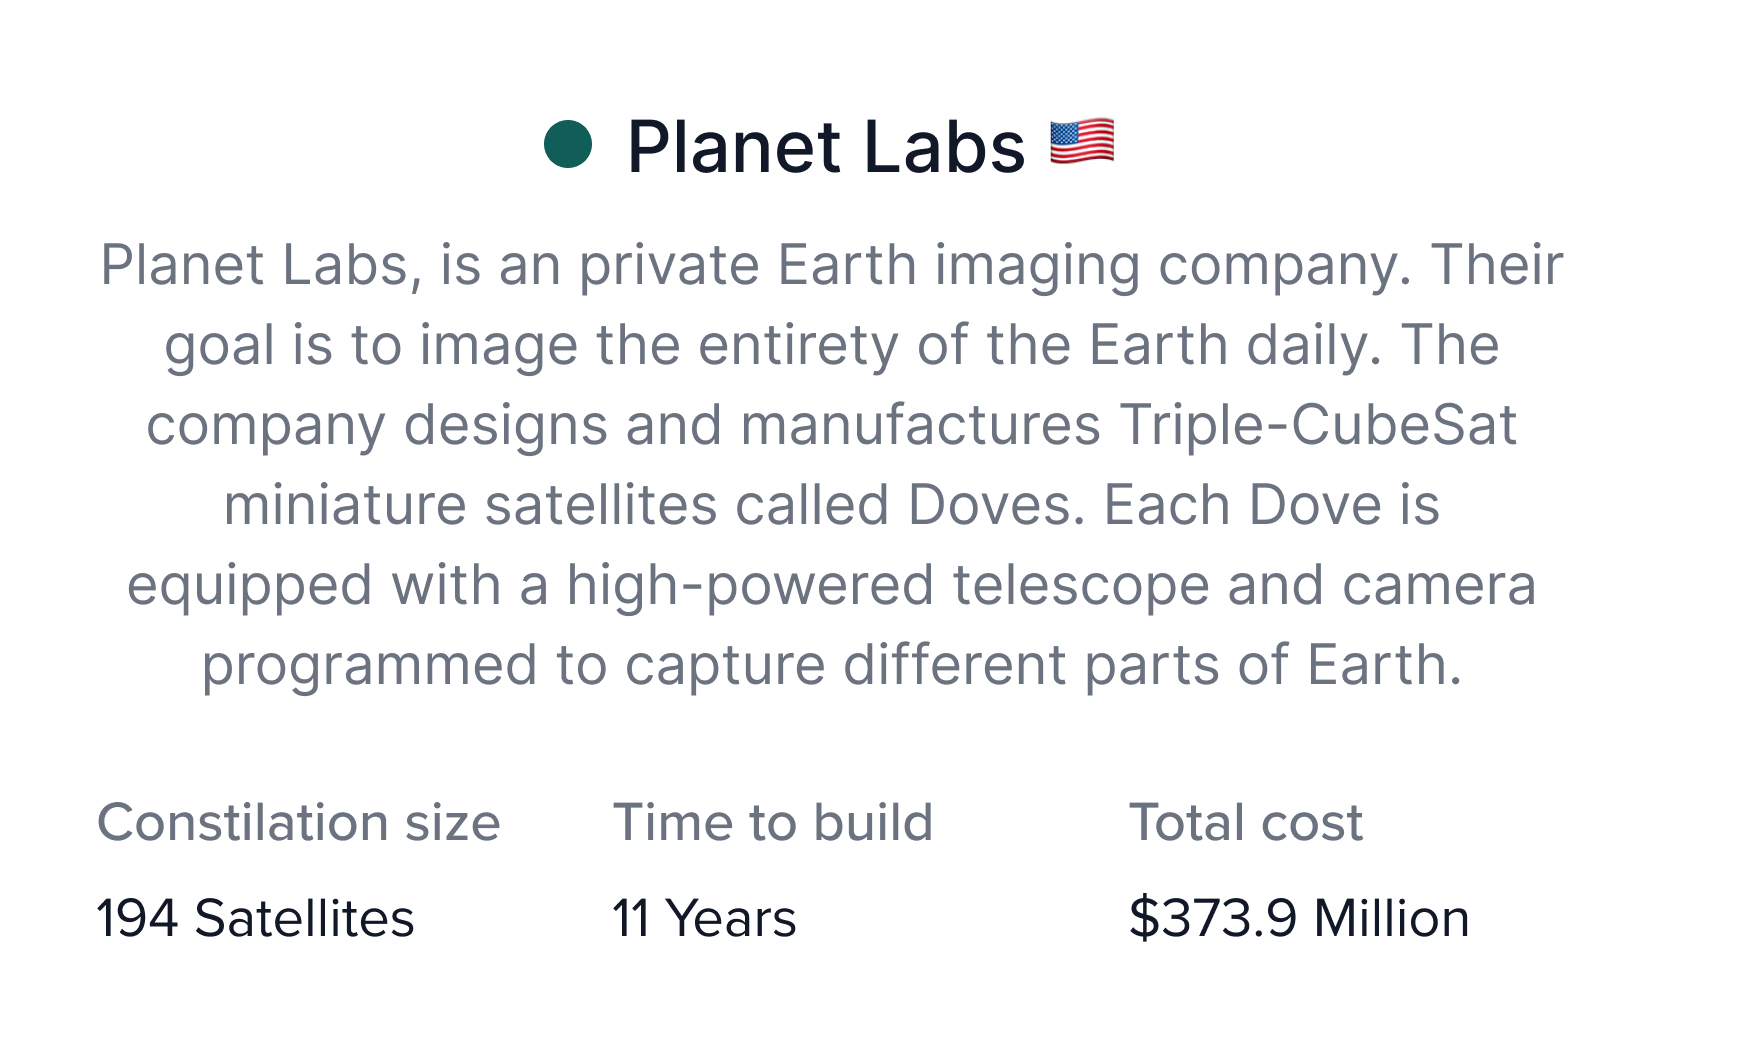 Planet Labs 🇺🇸
Planet Labs, is an private Earth imaging company. Their
goal is to image the entirety of the Earth daily. The
company designs and manufactures Triple-CubeSat
miniature satellites called Doves. Each Dove is
equipped with a high-powered telescope and camera
programmed to capture different parts of Earth.
Constilation size
Time to build
Total cost
194 Satellites
11 Years
$373.9 Million